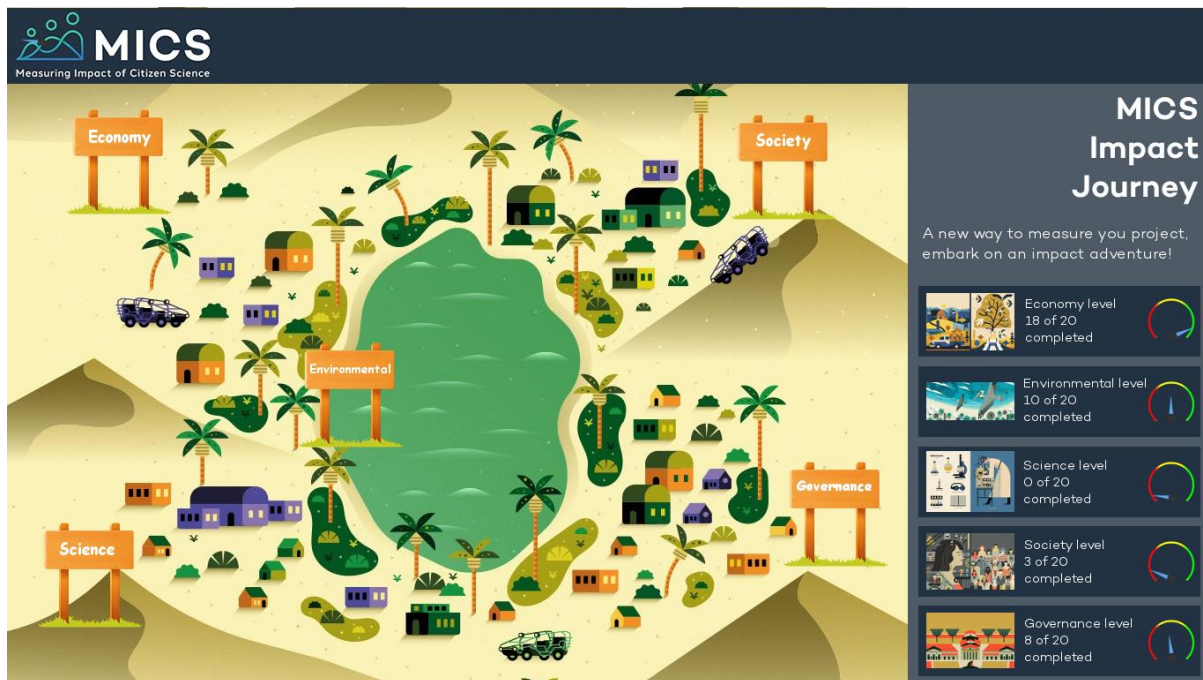 MICS
Measuring Impact of Citizen Science
Economy
Society
Environmental
Governance
Science
MICS
Impact
Journey
A new way to measure you project,
embark on an impact adventure!
Economy level
18 of 20
completed
Environmental level
10 of 20
completed
Science level
0 of 20
completed
Society level
3 of 20
completed
Governance level
8 of 20
completed